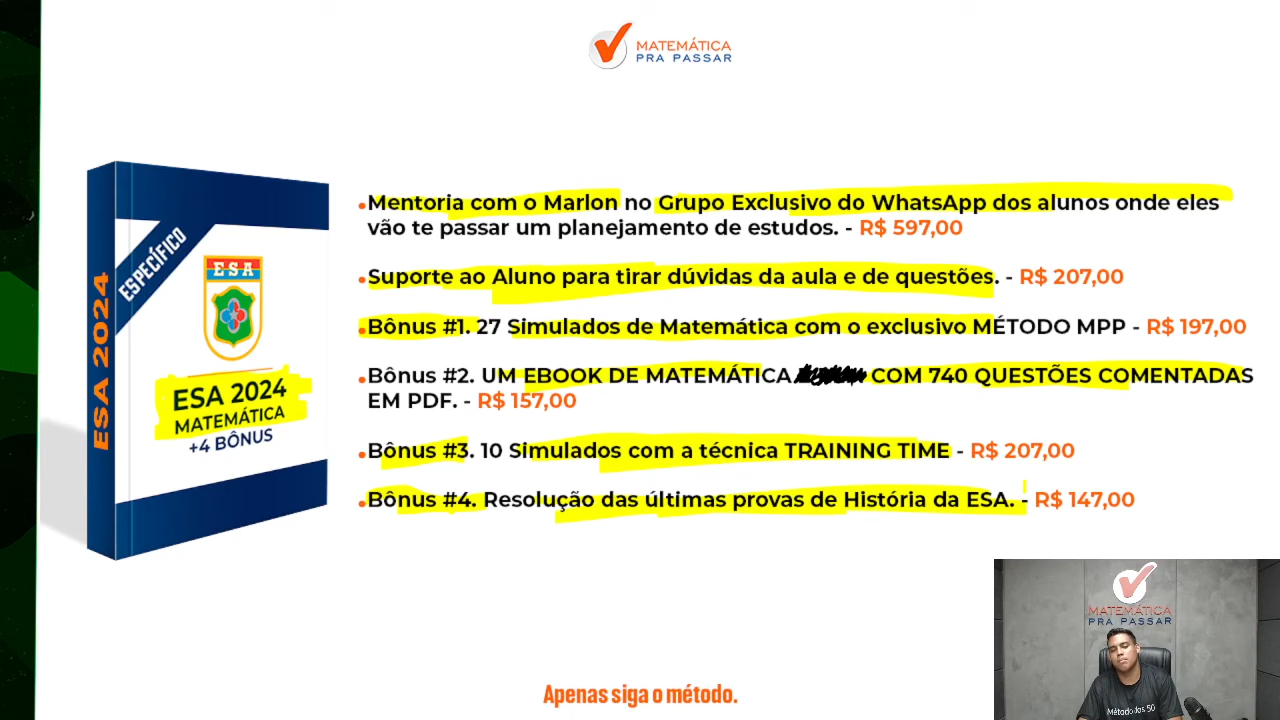 MATEMÁTICA
PRA PASSAR
ESPECÍFICO
ESA
ESA 2024
ESA 2024
MATEMÁTICA
+4 BÔNUS
•Mentoria com o Marlon no Grupo Exclusivo do WhatsApp dos alunos onde eles
vão te passar um planejamento de estudos. - R$ 597,00
•Suporte ao Aluno para tirar dúvidas da aula e de questões. - R$ 207,00
•Bônus #1. 27 Simulados de Matemática com o exclusivo MÉTODO MPP - R$ 197,00
•Bônus #2. UM EBOOK DE MATEMÁTICA COM 740 QUESTÕES COMENTADAS
EM PDF. - R$ 157,00
•Bônus #3. 10 Simulados com a técnica TRAINING TIME - R$ 207,00
•Bônus #4. Resolução das últimas provas de História da ESA. - R$ 147,00
MATEMÁTICA
PRA PASSAR
Método dos 50
Apenas siga o método.